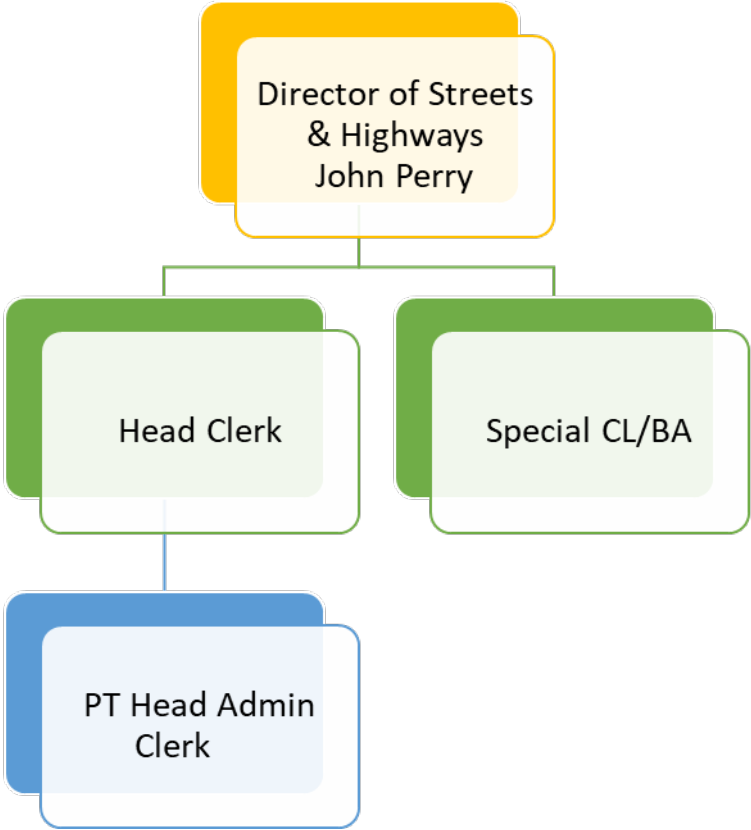 Director of Streets
& Highways
John Perry
Head Clerk
Special CL/BA
PT Head Admin
Clerk